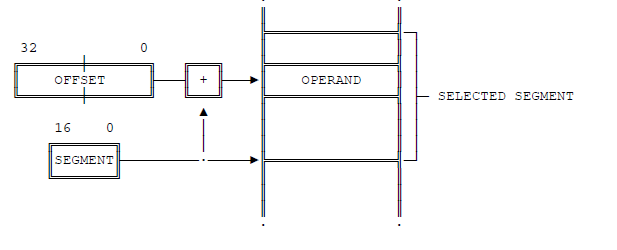 32 0
OFFSET + OPERAND
SELECTED SEGMENT
16 0
SEGMENT